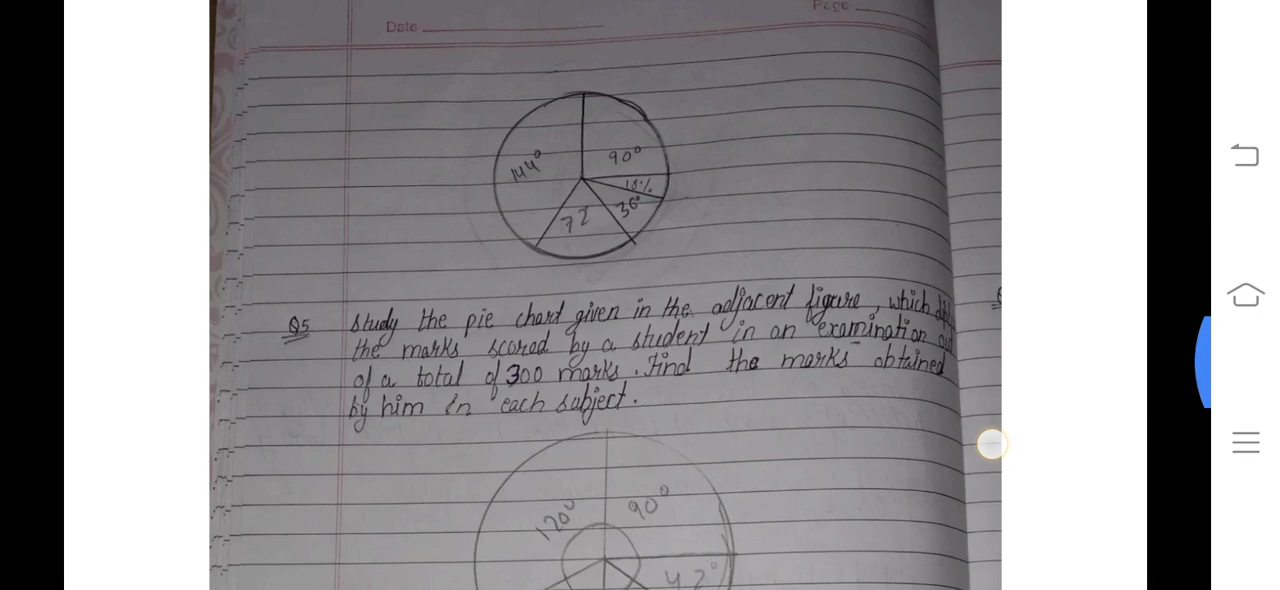 Page
Date
90°
144°
18%
36°
72
Q5 Study the pie chart given in the adjacent figure, which
the marks scored by a student in an examination out
of a total of 300 marks. Find the marks obtained
by him in each subject.
120°
90°
42°